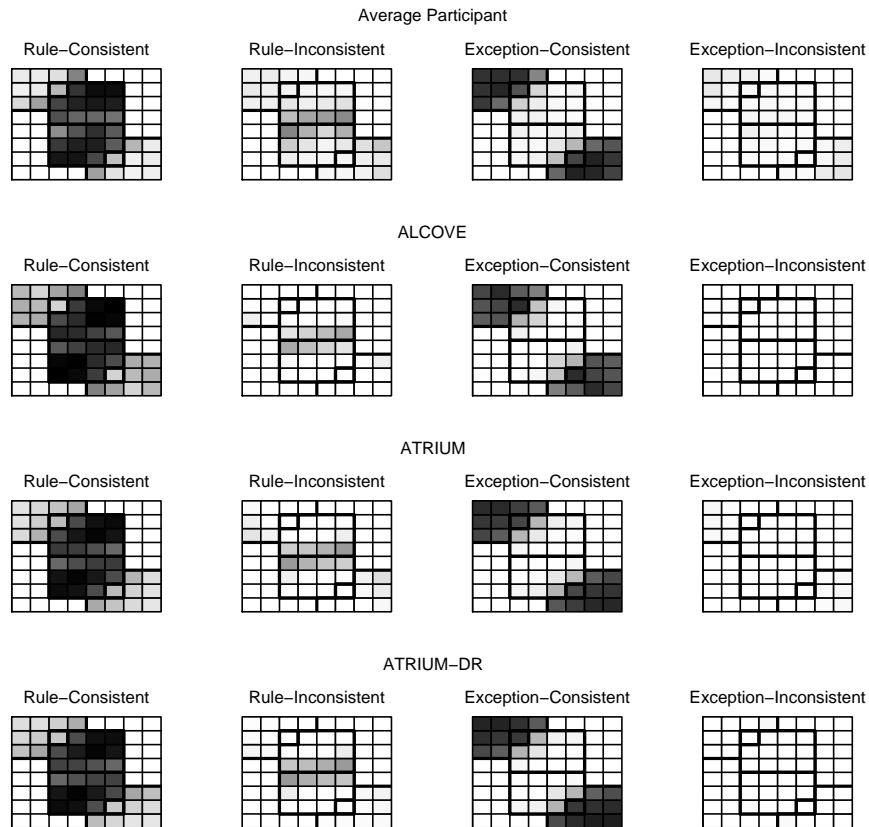 Average Participant
Rule−Consistent Rule−Inconsistent Exception−Consistent Exception−Inconsistent
ALCOVE
Rule−Consistent Rule−Inconsistent Exception−Consistent Exception−Inconsistent
ATRIUM
Rule−Consistent Rule−Inconsistent Exception−Consistent Exception−Inconsistent
ATRIUM−DR
Rule−Consistent Rule−Inconsistent Exception−Consistent Exception−Inconsistent